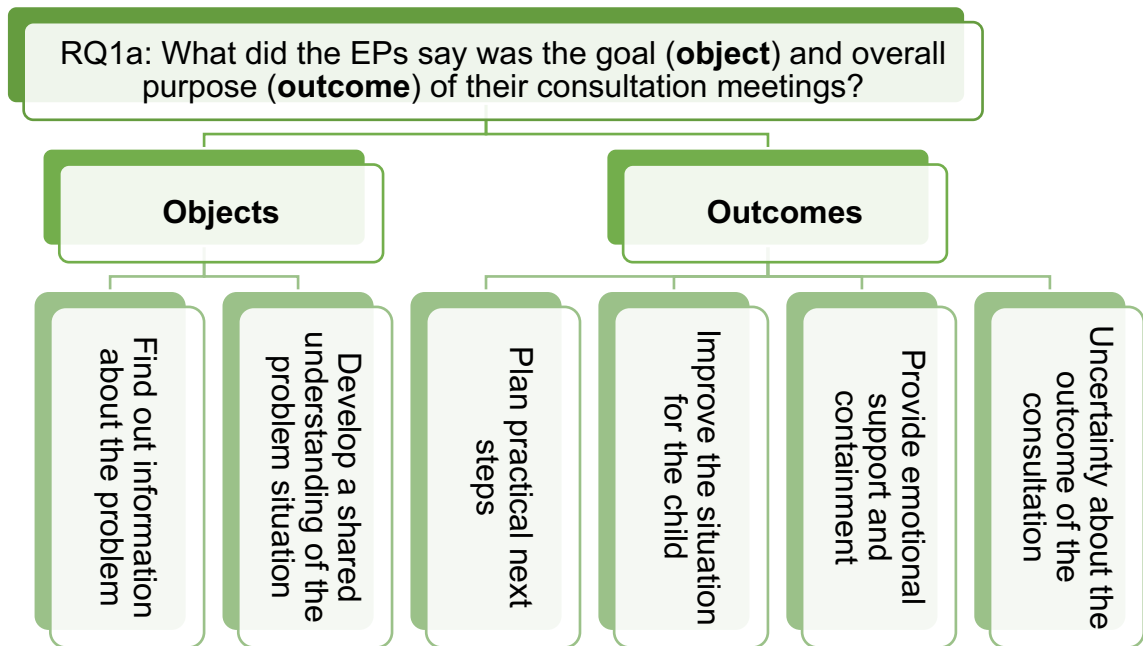 RQ1a: What did the EPs say was the goal (object) and overall
purpose (outcome) of their consultation meetings?
Objects
Outcomes
Find out information
about the problem
Develop a shared
understanding of the
problem situation
Plan practical next
steps
Improve the situation
for the child
Provide emotional
support and
containment
Uncertainty about the
outcome of the
consultation